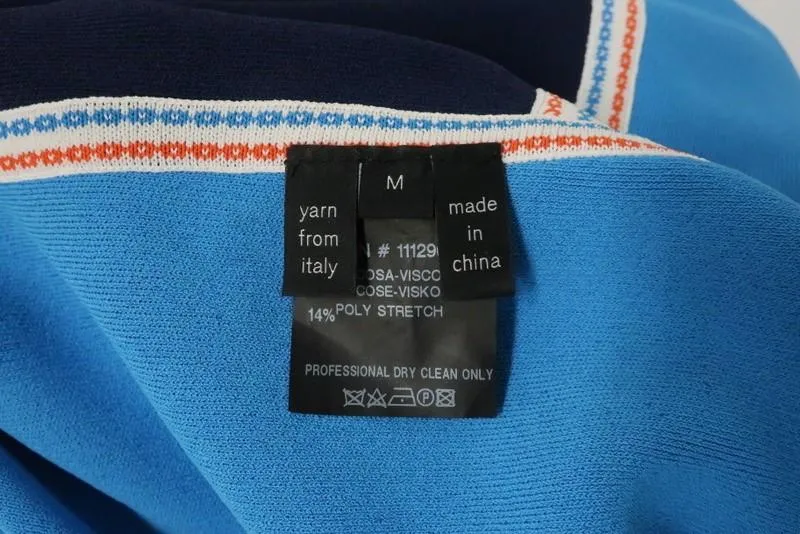 M
yarn
from
italy
made
in
china
# 11129
OSA-VISCO
COSE-VISKO
14% POLY STRETCH
PROFESSIONAL DRY CLEAN ONLY
P